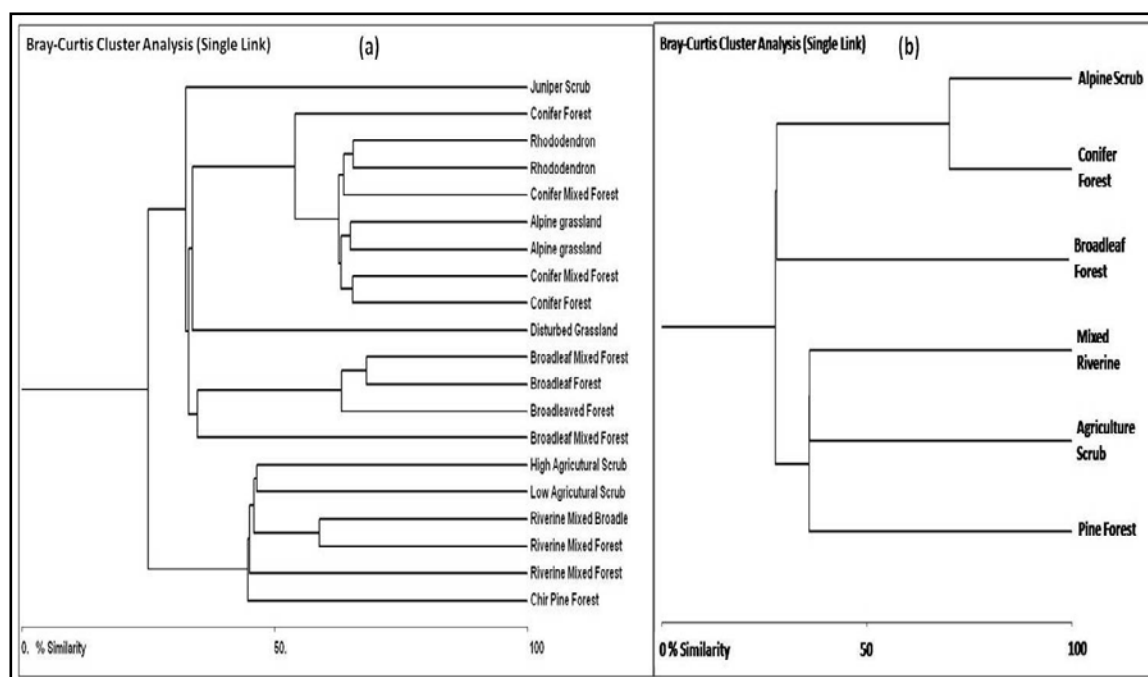 Bray-Curtis Cluster Analysis (Single Link) (a)
Juniper Scrub
Conifer Forest
Rhododendron
Rhododendron
Conifer Mixed Forest
Alpine grassland
Alpine grassland
Conifer Mixed Forest
Conifer Forest
Disturbed Grassland
Broadleaf Mixed Forest
Broadleaf Forest
Broadleaved Forest
Broadleaf Mixed Forest
High Agricutural Scrub
Low Agricutural Scrub
Riverine Mixed Broadle
Riverine Mixed Forest
Riverine Mixed Forest
Chir Pine Forest
0. % Similarity 50. 100
Bray-Curtis Cluster Analysis (Single Link) (b)
Alpine Scrub
Conifer
Forest
Broadleaf
Forest
Mixed
Riverine
Agriculture
Scrub
Pine Forest
0 % Similarity 50 100